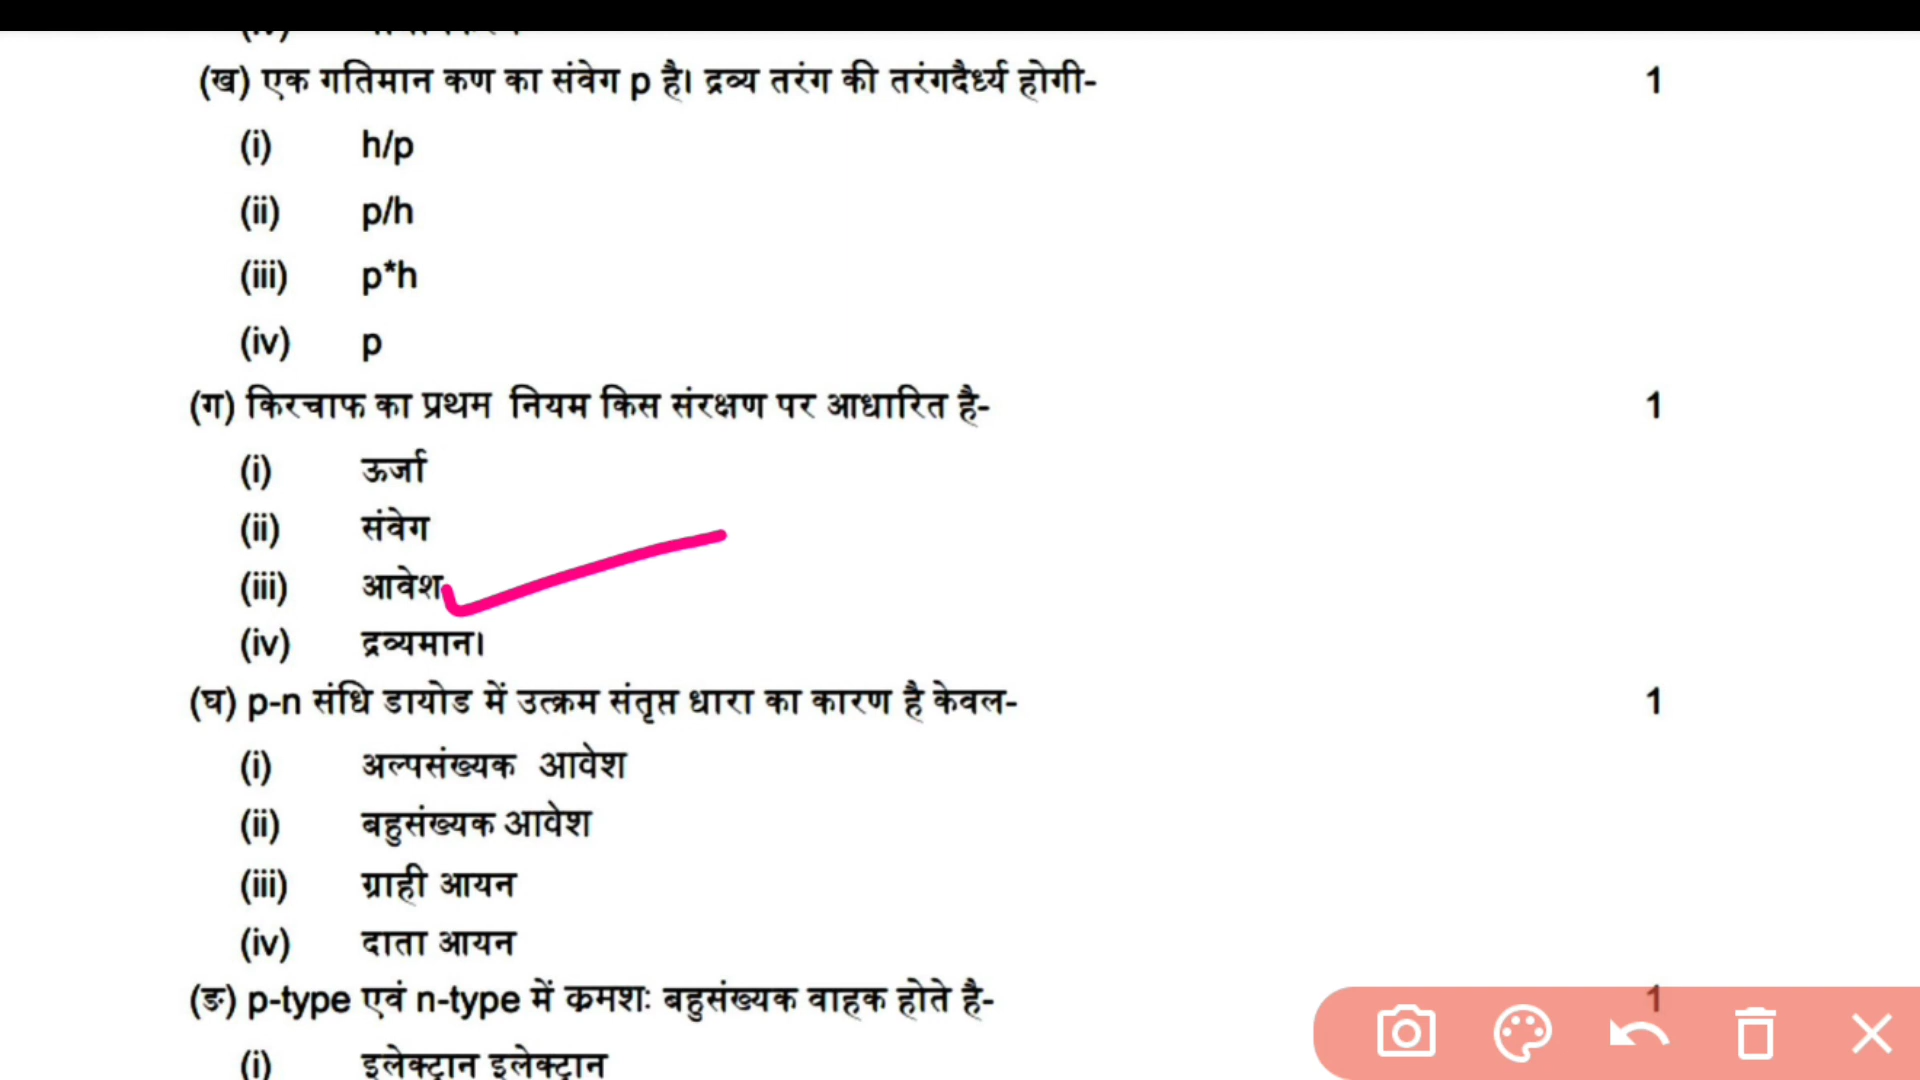 (ख) एक गतिमान कण का संवेग p है। द्रव्य तरंग की तरंगदैर्ध्य होगी- 1
(i) h/p
(ii) p/h
(iii) p*h
(iv) p
(ग) किरचाफ का प्रथम नियम किस संरक्षण पर आधारित है- 1
(i) ऊर्जा
(ii) संवेग
(iii) आवेश
(iv) द्रव्यमान।
(घ) p-n संधि डायोड में उत्क्रम संतृप्त धारा का कारण है केवल- 1
(i) अल्पसंख्यक आवेश
(ii) बहुसंख्यक आवेश
(iii) ग्राही आयन
(iv) दाता आयन
(ङ) p-type एवं n-type में क्रमशः बहुसंख्यक वाहक होते है- 1
(i) इलेक्ट्रान इलेक्ट्रान